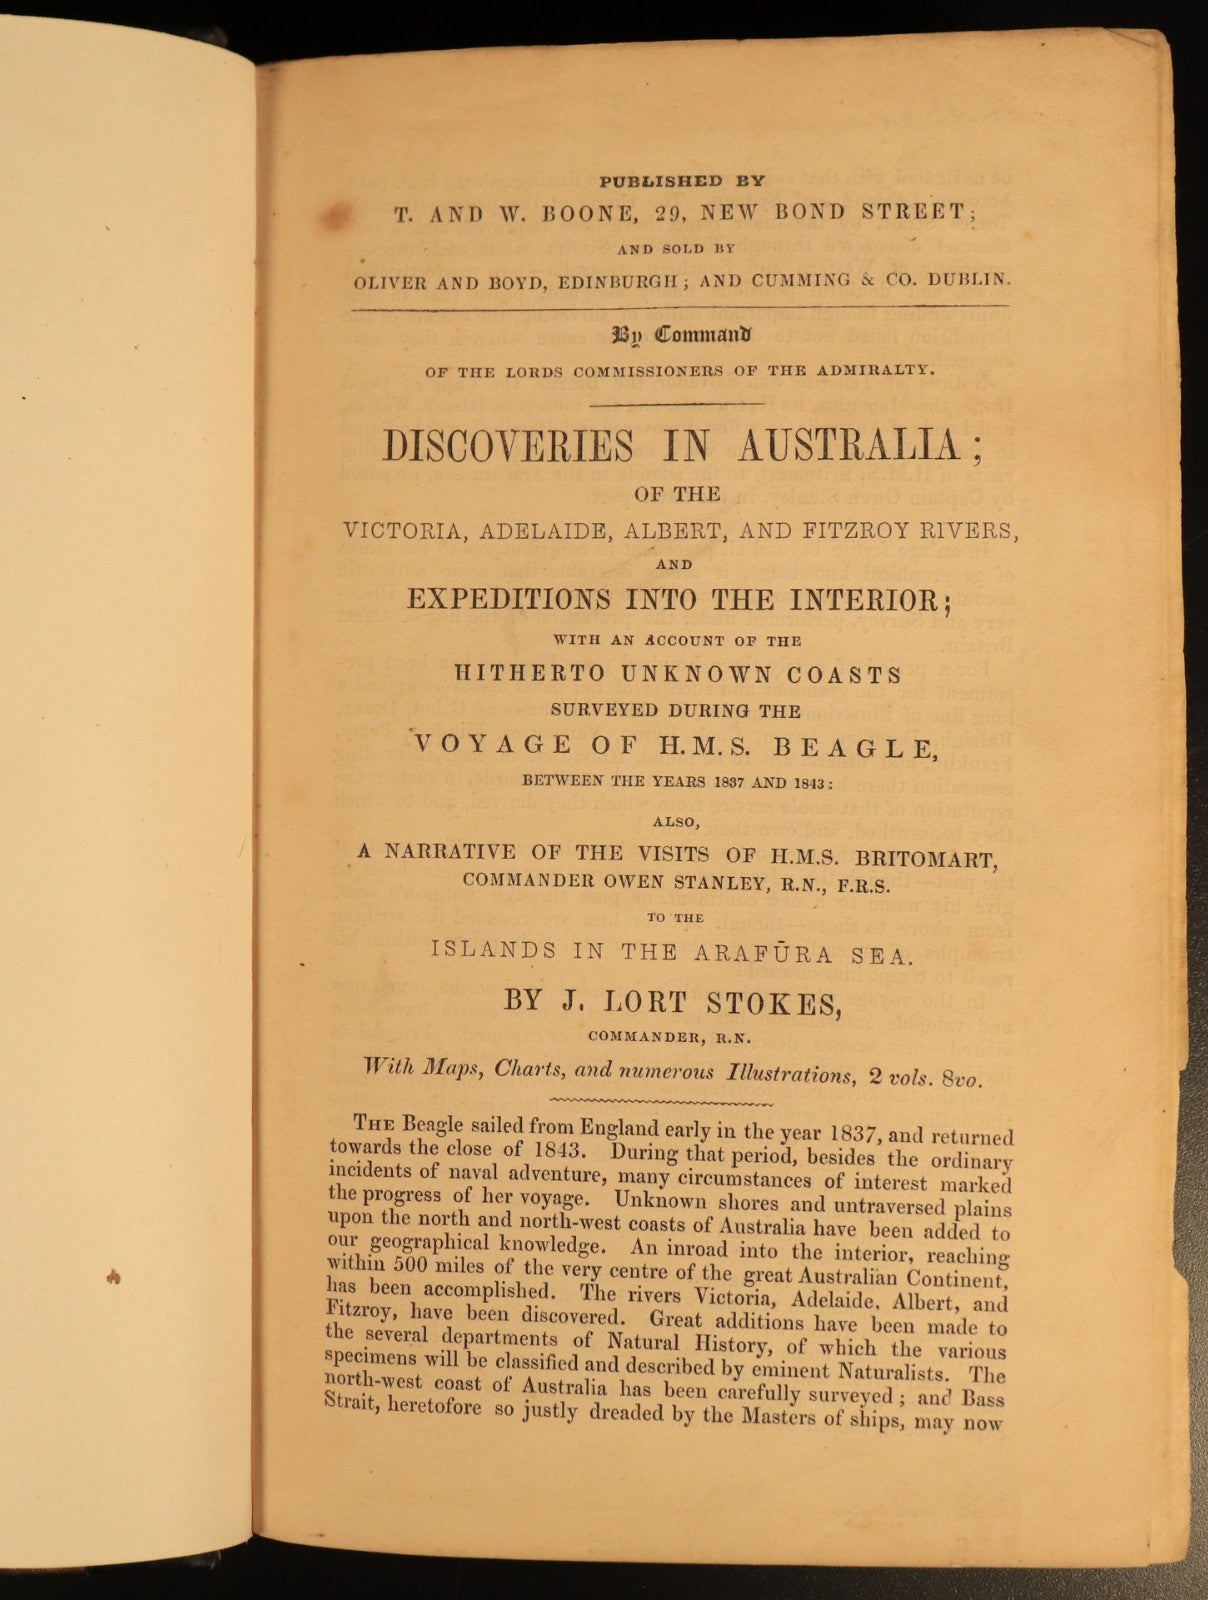 PUBLISHED BY
T. AND W. BOONE, 29, NEW BOND STREET;
AND SOLD BY
OLIVER AND BOYD, EDINBURGH; AND CUMMING & CO. DUBLIN.
By Command
OF THE LORDS COMMISSIONERS OF THE ADMIRALTY.
DISCOVERIES IN AUSTRALIA;
OF THE
VICTORIA, ADELAIDE, ALBERT, AND FITZROY RIVERS,
AND
EXPEDITIONS INTO THE INTERIOR;
WITH AN ACCOUNT OF THE
HITHERTO UNKNOWN COASTS
SURVEYED DURING THE
VOYAGE OF H.M.S. BEAGLE,
BETWEEN THE YEARS 1837 AND 1843:
ALSO,
A NARRATIVE OF THE VISITS OF H.M.S. BRITOMART,
COMMANDER OWEN STANLEY, R.N., F.R.S.
TO THE
ISLANDS IN THE ARAFŪRA SEA.
BY J. LORT STOKES,
COMMANDER, R.N.
With Maps, Charts, and numerous Illustrations, 2 vols. 8vo.
THE Beagle sailed from England early in the year 1837, and returned
towards the close of 1843. During that period, besides the ordinary
incidents of naval adventure, many circumstances of interest marked
the progress of her voyage. Unknown shores and untraversed plains
upon the north and north-west coasts of Australia have been added to
our geographical knowledge. An inroad into the interior, reaching
within 500 miles of the very centre of the great Australian Continent,
has been accomplished. The rivers Victoria, Adelaide, Albert, and
Fitzroy, have been discovered. Great additions have been made to
the several departments of Natural History, of which the various
specimens will be classified and described by eminent Naturalists. The
north-west coast of Australia has been carefully surveyed; and Bass
Strait, heretofore so justly dreaded by the Masters of ships, may now